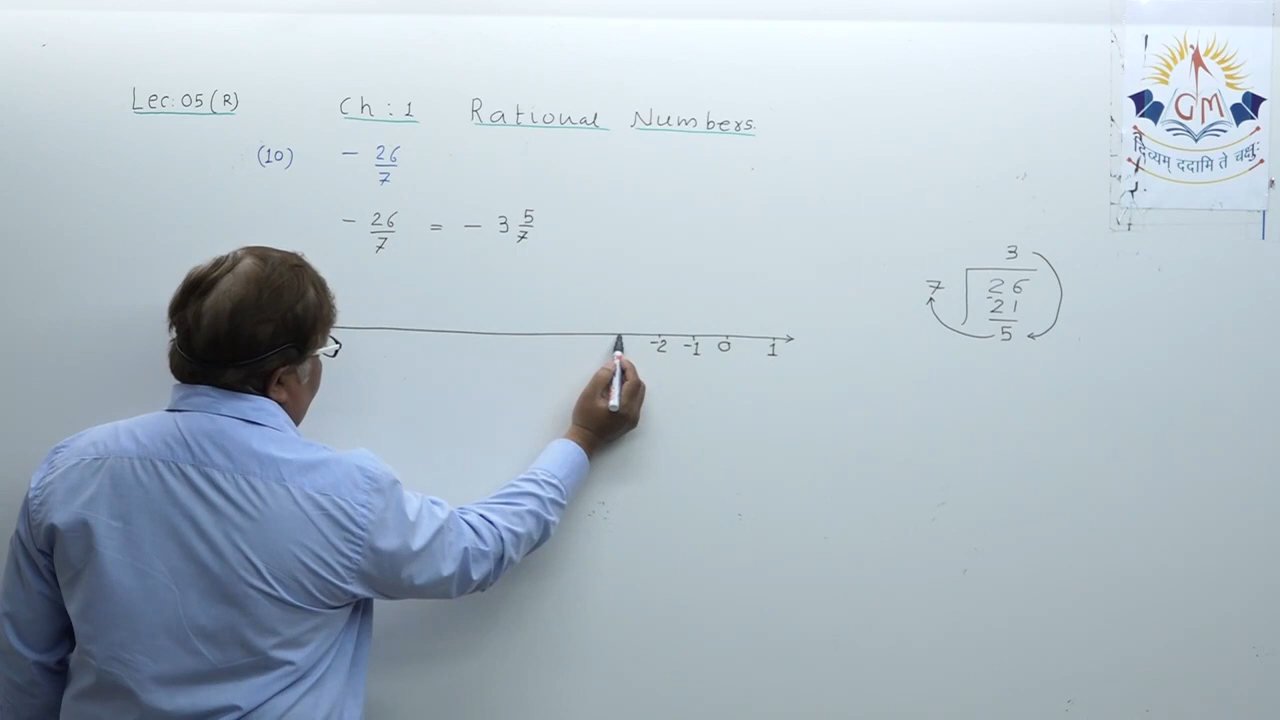 Lec: 05 (R) Ch : 1 Rational Numbers.
(10) - 26/7
- 26/7 = - 3 5/7
-2 -1 0 1
3
7 26
21
5
GM
दिव्यम् ददामि ते चक्षुः